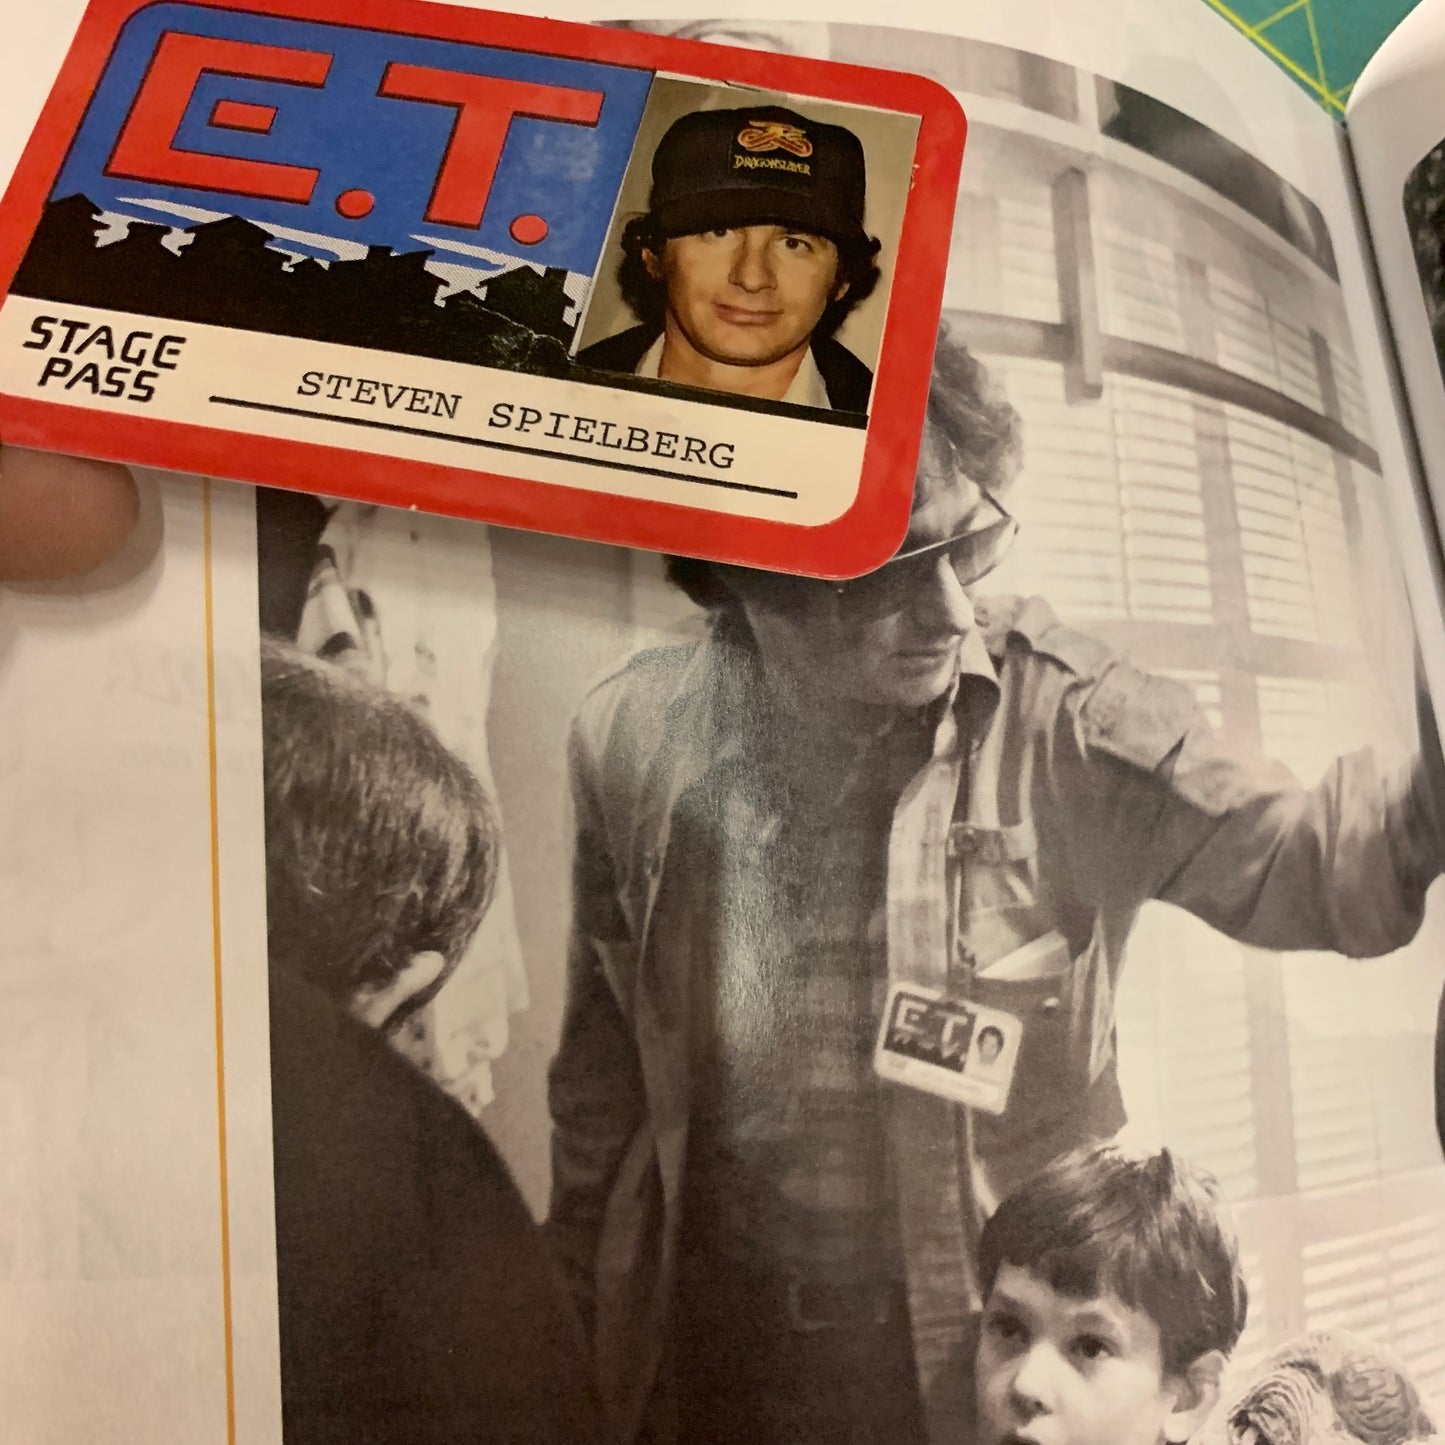 E.T.
DRAGONSLAYER
STAGE
PASS
STEVEN SPIELBERG
E.T.